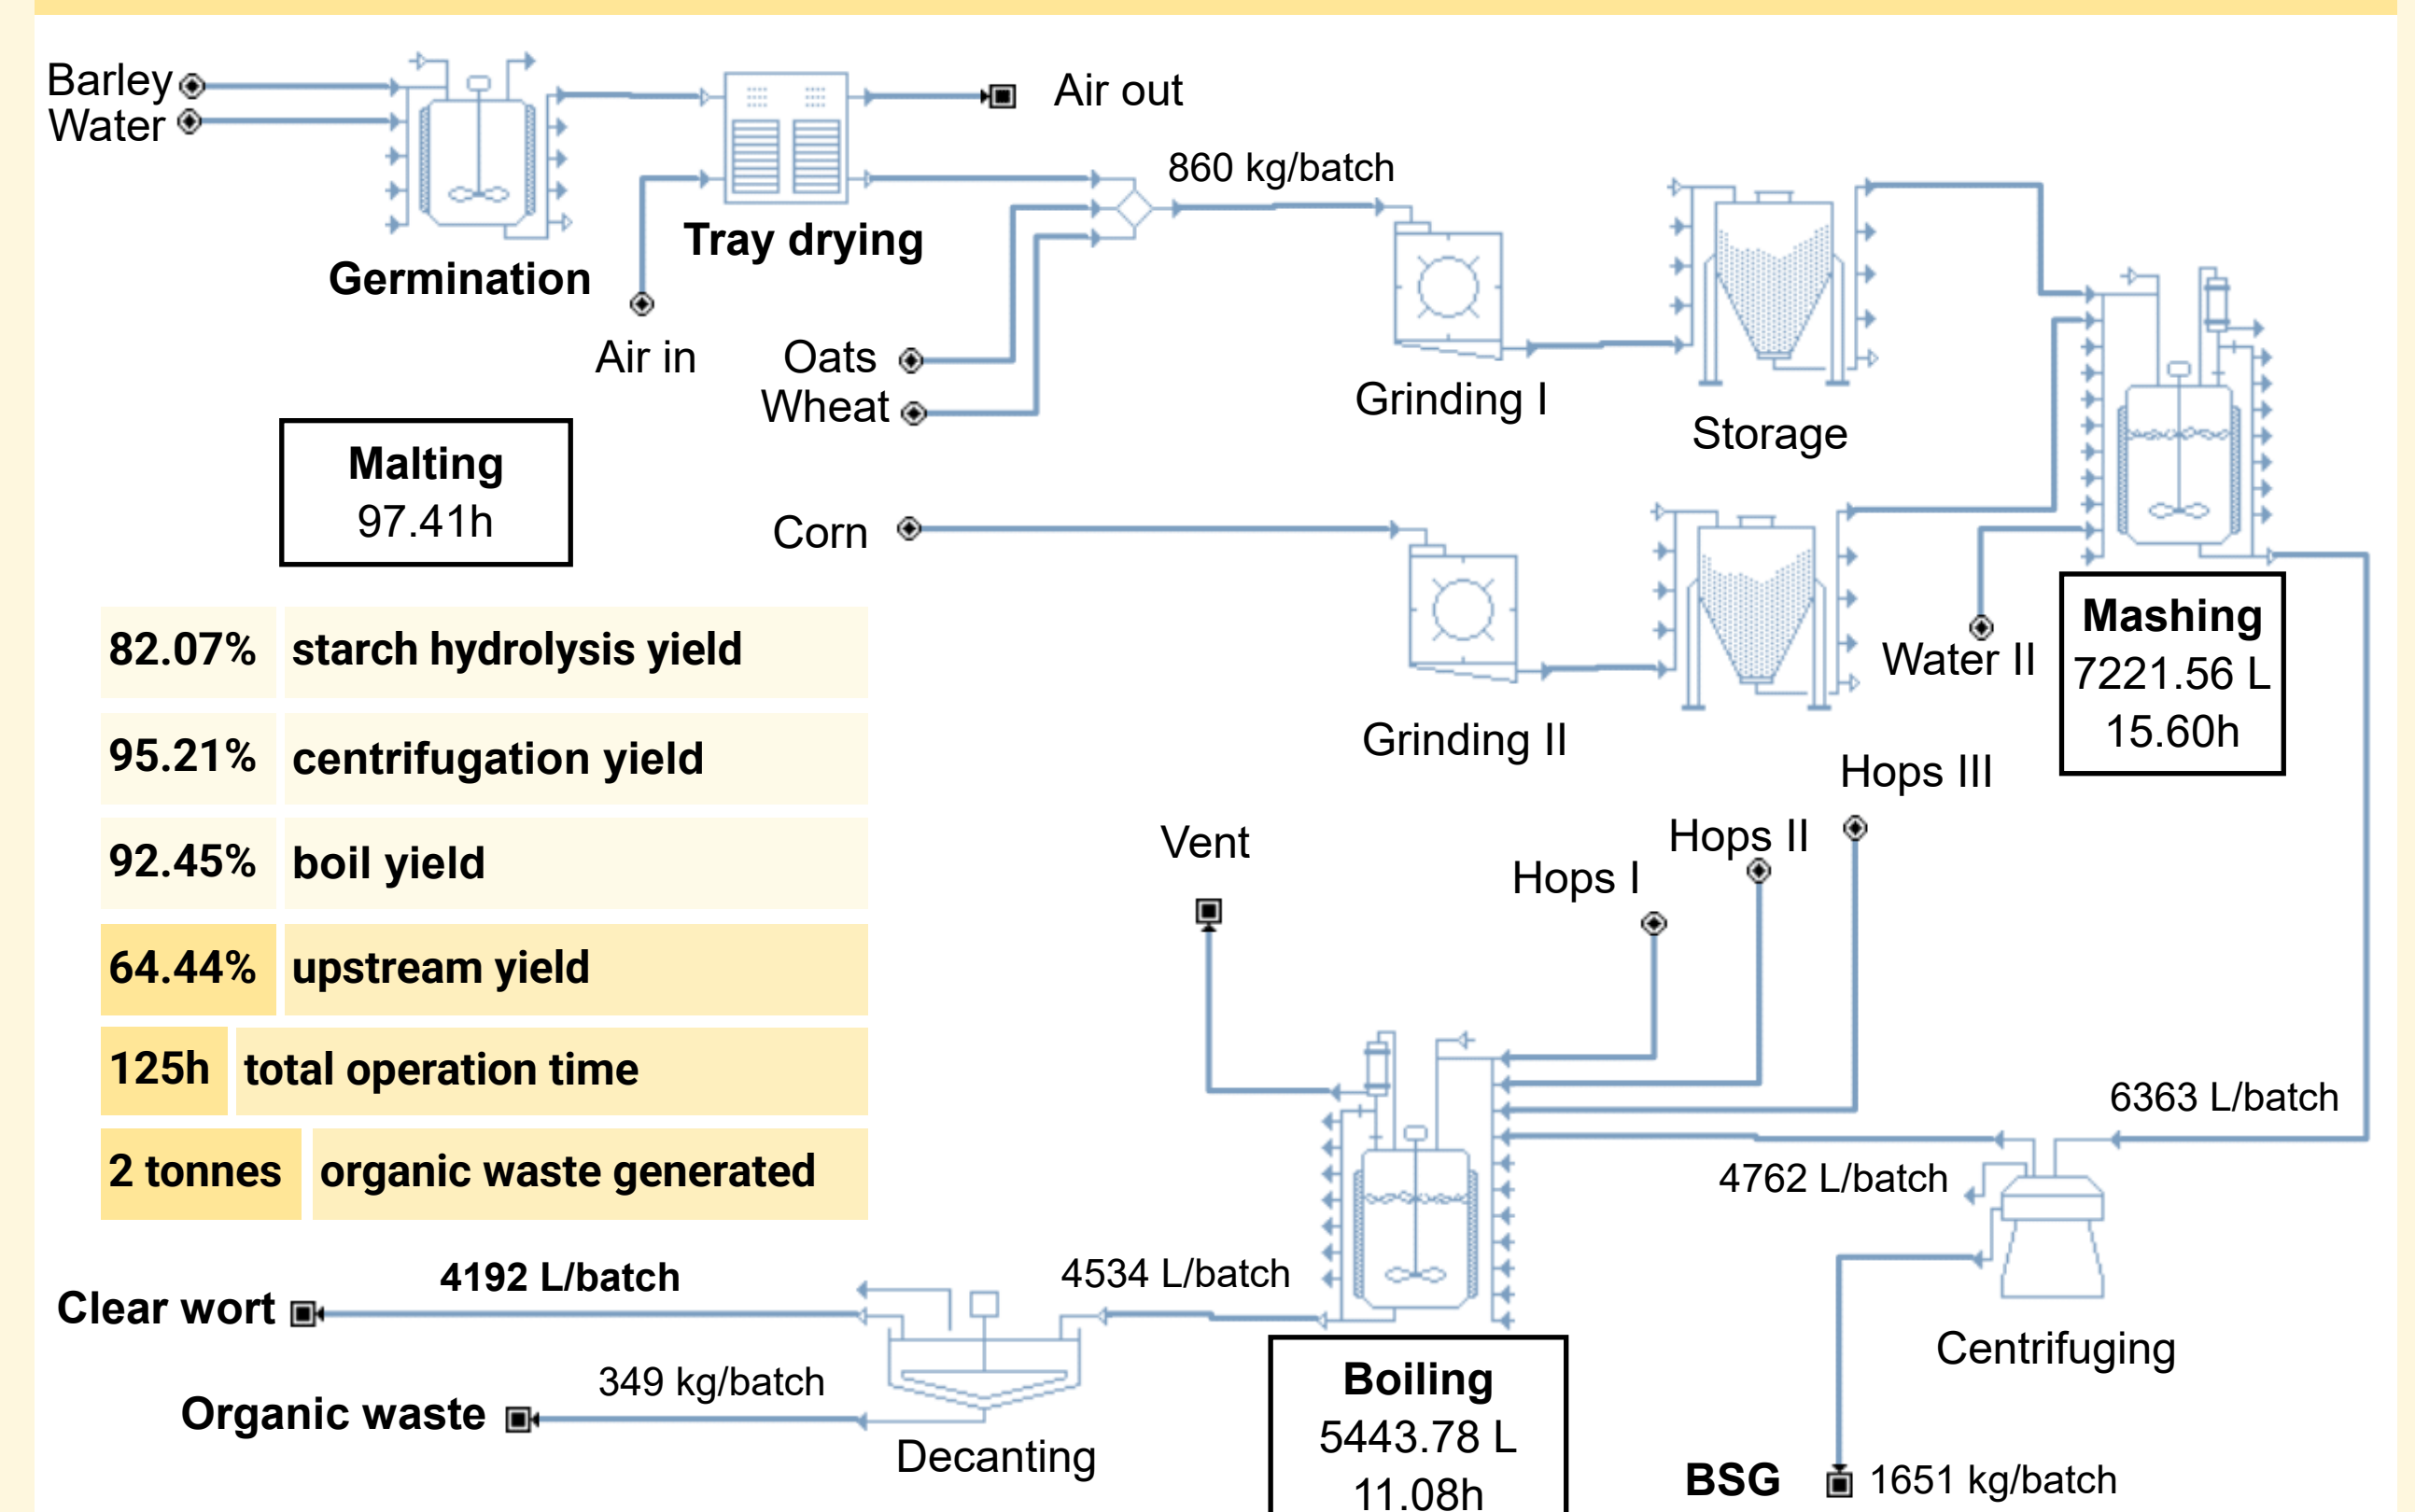 Barley
Water
Air out
860 kg/batch
Tray drying
Germination
Air in
Oats
Wheat
Grinding I
Storage
Malting
97.41h
Corn
Mashing
7221.56 L
15.60h
Water II
Grinding II
82.07% starch hydrolysis yield
95.21% centrifugation yield
92.45% boil yield
64.44% upstream yield
125h total operation time
2 tonnes organic waste generated
Hops III
Hops II
Hops I
Vent
6363 L/batch
4762 L/batch
Centrifuging
4534 L/batch
4192 L/batch
Clear wort
349 kg/batch
Organic waste
Decanting
Boiling
5443.78 L
11.08h
BSG
1651 kg/batch